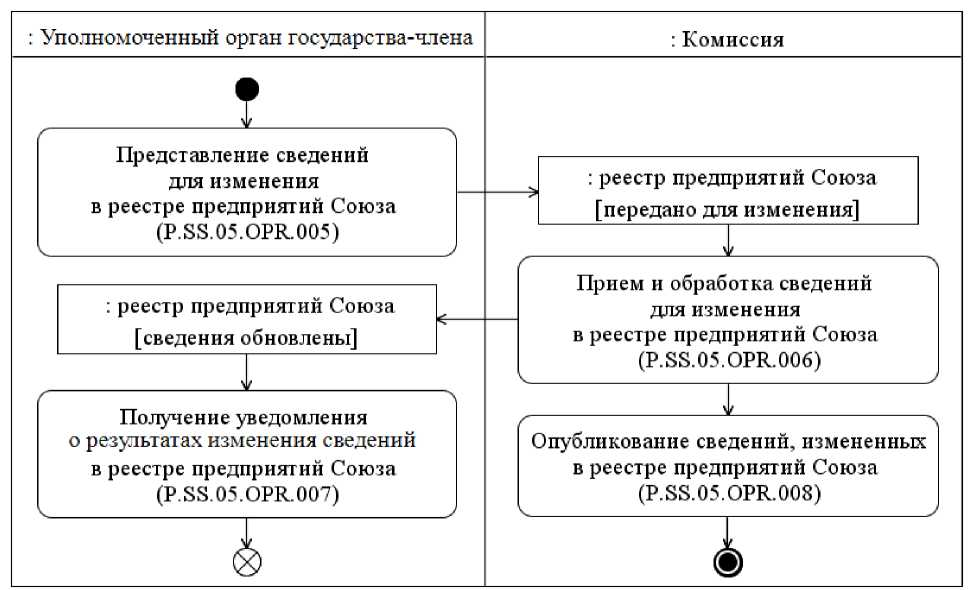 : Уполномоченный орган государства-члена
: Комиссия
Представление сведений
для изменения
в реестре предприятий Союза
(P.SS.05.OPR.005)
: реестр предприятий Союза
[передано для изменения]
Прием и обработка сведений
для изменения
в реестре предприятий Союза
(P.SS.05.OPR.006)
: реестр предприятий Союза
[сведения обновлены]
Получение уведомления
о результатах изменения сведений
в реестре предприятий Союза
(P.SS.05.OPR.007)
Опубликование сведений, измененных
в реестре предприятий Союза
(P.SS.05.OPR.008)